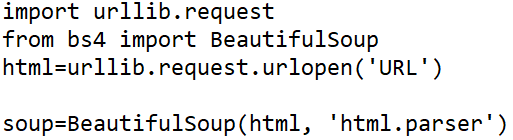 import urllib.request
from bs4 import BeautifulSoup
html=urllib.request.urlopen('URL')
soup=BeautifulSoup(html, 'html.parser')